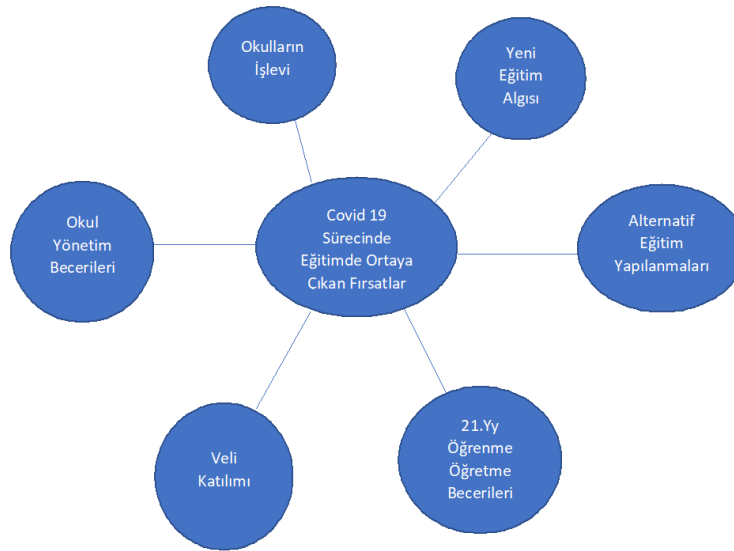 Okulların
İşlevi
Yeni
Eğitim
Algısı
Okul
Yönetim
Becerileri
Covid 19
Sürecinde
Eğitimde Ortaya
Cıkan Fırsatlar
Alternatif
Eğitim
Yapılanmaları
Veli
Katılımı
21.Yy
Öğrenme
Öğretme
Becerileri